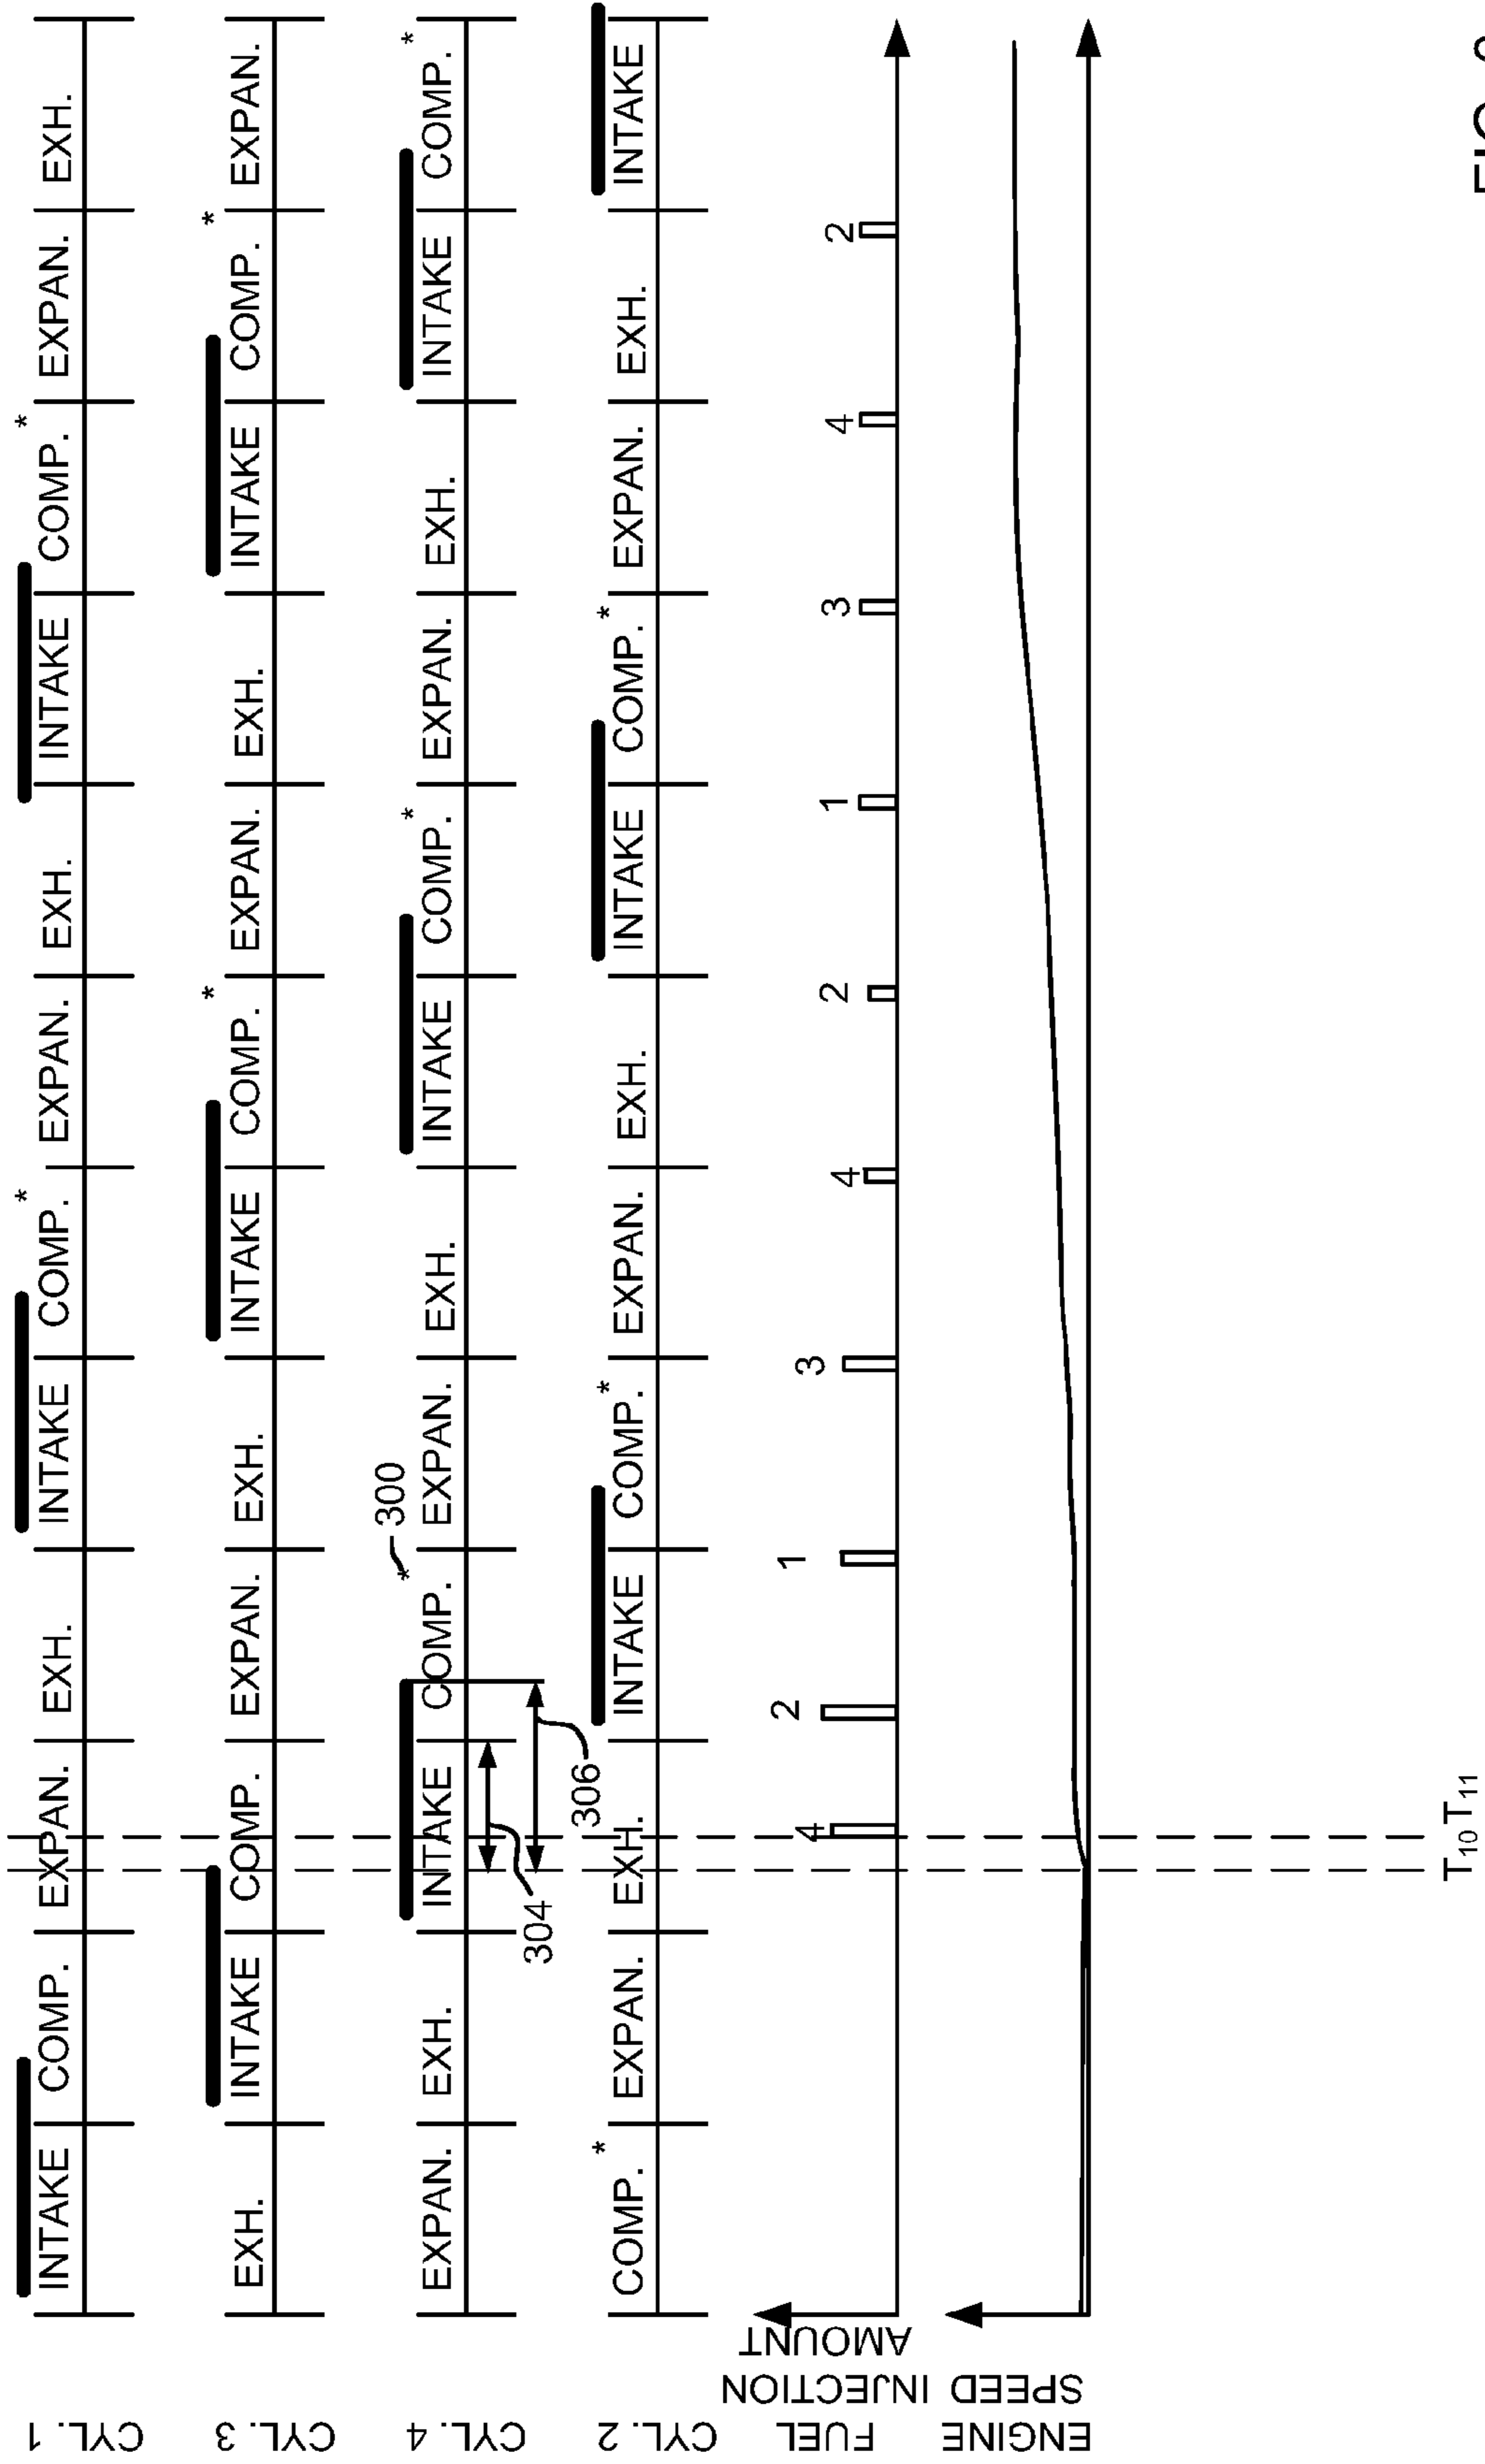 CYL. 1 INTAKE COMP. EXPAN. EXH. INTAKE COMP. * EXPAN. EXH. INTAKE COMP. * EXPAN. EXH.
CYL. 3 EXH. INTAKE COMP. EXPAN. EXH. INTAKE COMP. * EXPAN. EXH. INTAKE COMP. * EXPAN.
300
CYL. 4 EXPAN. EXH. INTAKE COMP. * EXPAN. EXH. INTAKE COMP. * EXPAN. EXH. INTAKE COMP. *
304 306
CYL. 2 COMP. * EXPAN. EXH. INTAKE COMP. * EXPAN. EXH. INTAKE COMP. * EXPAN. EXH. INTAKE
FUEL
INJECTION
AMOUNT
4 2 1 3 4 2 1 3 4 2
ENGINE
SPEED
T10 T11